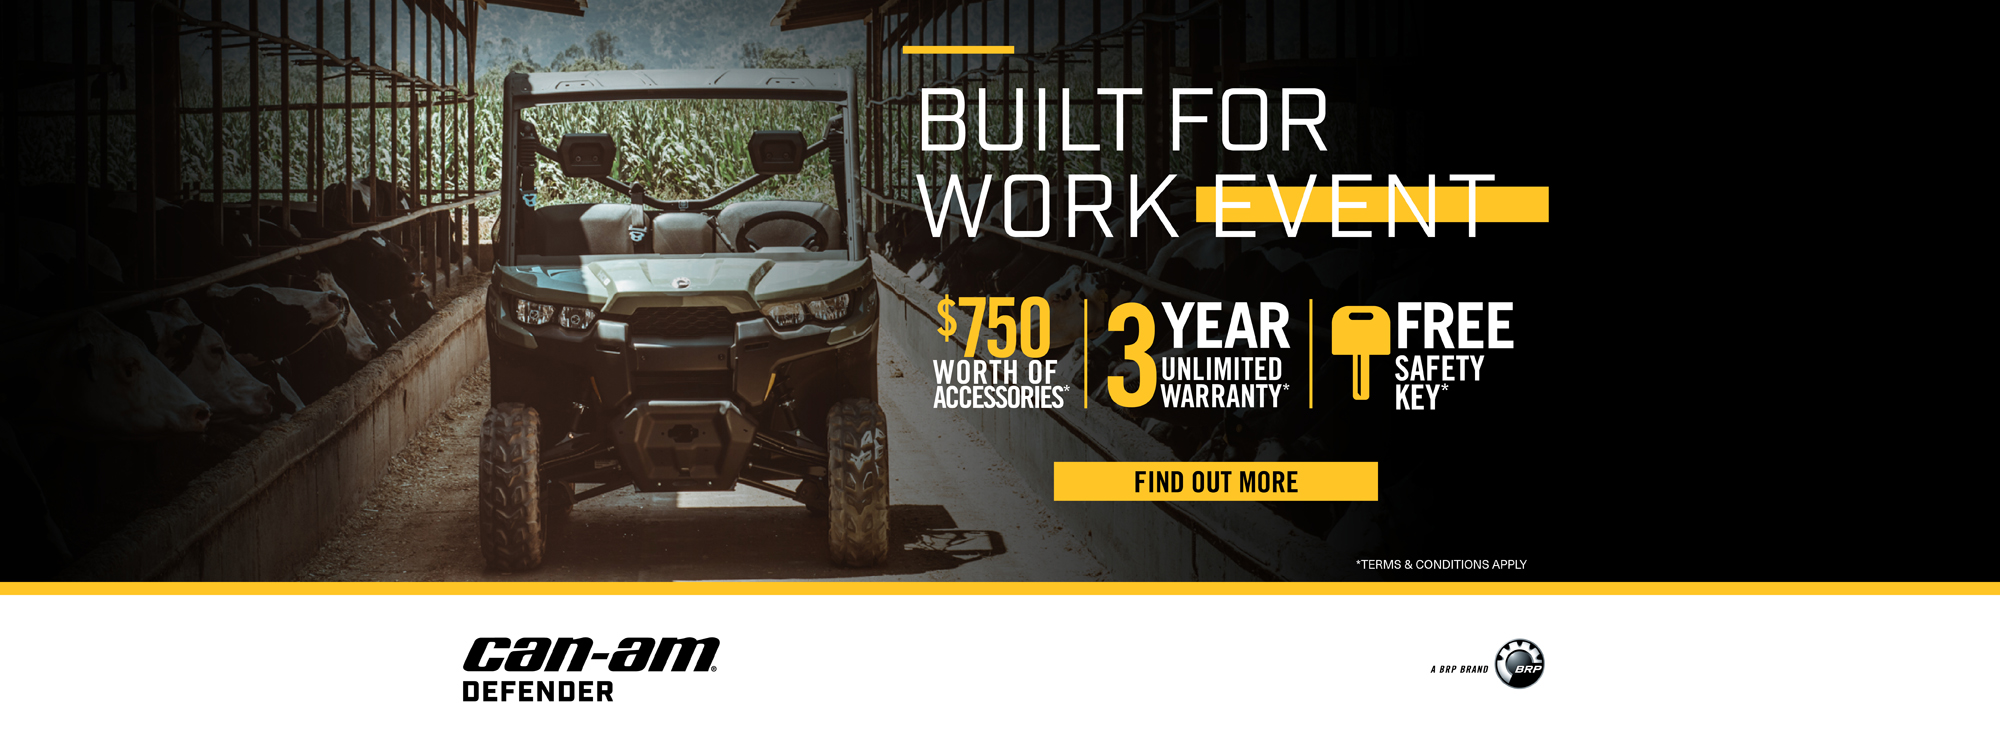 BUILT FOR
WORK EVENT
$750
WORTH OF
ACCESSORIES*
3 YEAR
UNLIMITED
WARRANTY*
FREE
SAFETY
KEY*
FIND OUT MORE
*TERMS & CONDITIONS APPLY
can-am®
DEFENDER
A BRP BRAND
BRP